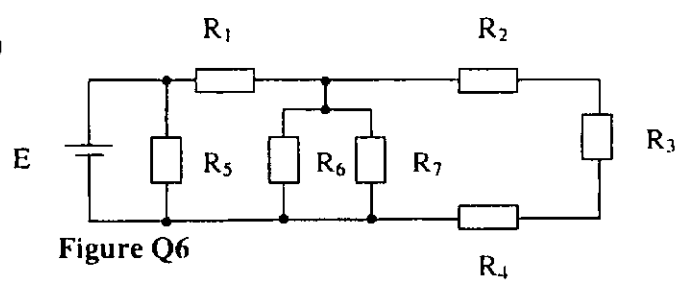 R₁ R₂
E R₅ R₆ R₇ R₃
Figure Q6
R₄